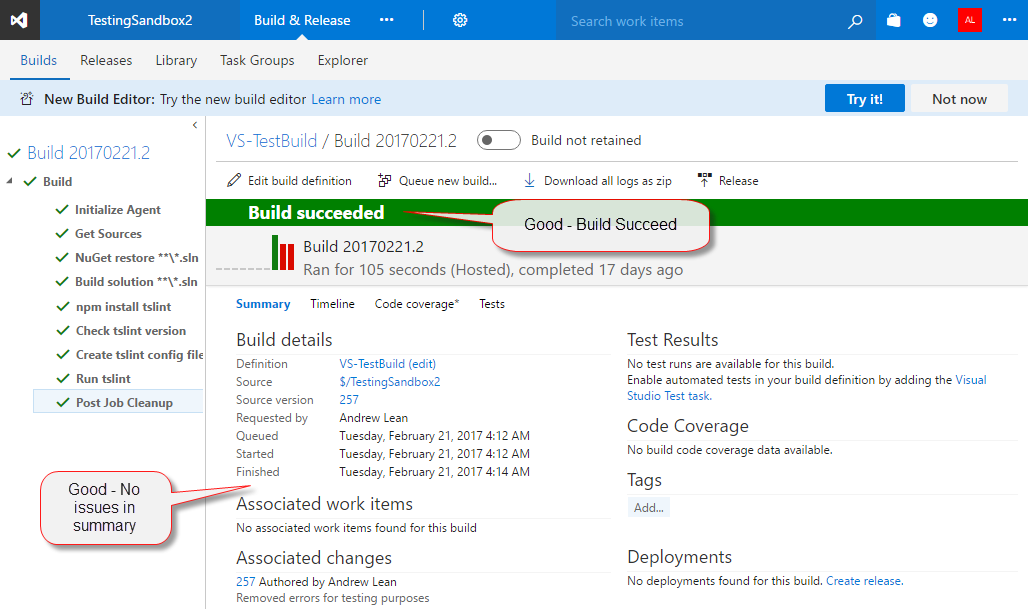 TestingSandbox2 Build & Release ••• Search work items AL •••
Builds Releases Library Task Groups Explorer
New Build Editor: Try the new build editor Learn more Try it! Not now
Build 20170221.2
Build
Initialize Agent
Get Sources
NuGet restore **\*.sln
Build solution **\*.sln
npm install tslint
Check tslint version
Create tslint config file
Run tslint
Post Job Cleanup
VS-TestBuild / Build 20170221.2 Build not retained
Edit build definition Queue new build... Download all logs as zip Release
Build succeeded
Good - Build Succeed
Build 20170221.2
Ran for 105 seconds (Hosted), completed 17 days ago
Summary Timeline Code coverage* Tests
Build details
Definition VS-TestBuild (edit)
Source $/TestingSandbox2
Source version 257
Requested by Andrew Lean
Queued Tuesday, February 21, 2017 4:12 AM
Started Tuesday, February 21, 2017 4:12 AM
Finished Tuesday, February 21, 2017 4:14 AM
Good - No
issues in
summary
Associated work items
No associated work items found for this build
Associated changes
257 Authored by Andrew Lean
Removed errors for testing purposes
Test Results
No test runs are available for this build.
Enable automated tests in your build definition by adding the Visual
Studio Test task.
Code Coverage
No build code coverage data available.
Tags
Add...
Deployments
No deployments found for this build. Create release.